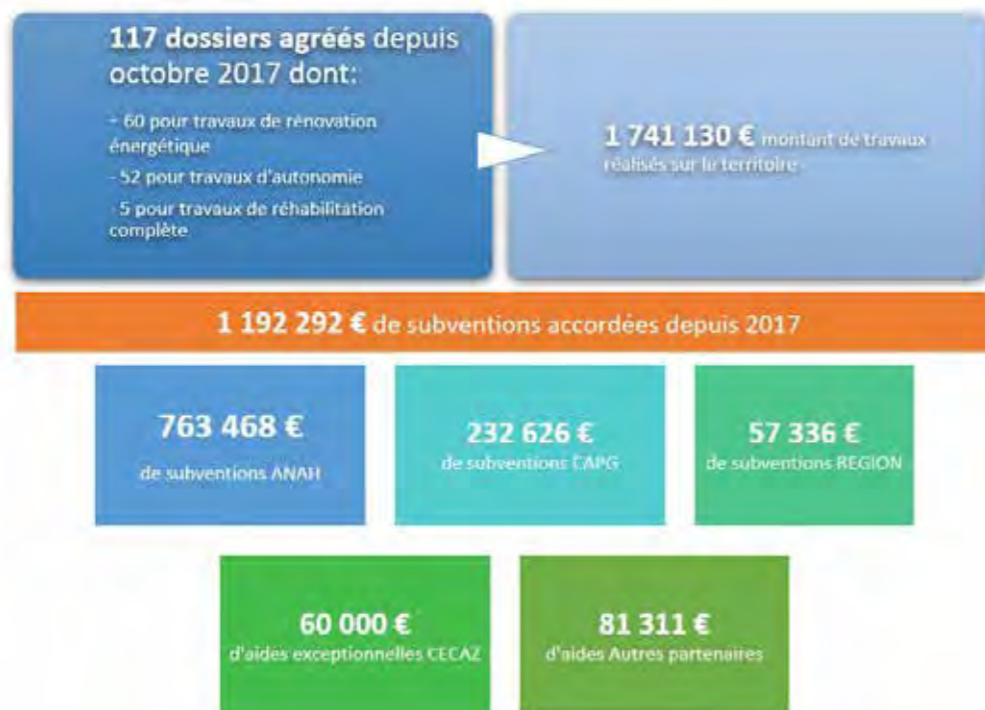 117 dossiers agréés depuis
octobre 2017 dont:
- 60 pour travaux de rénovation
énergétique
- 52 pour travaux d'autonomie
- 5 pour travaux de réhabilitation
complète
1 741 130 € montant de travaux
réalisés sur le territoire
1 192 292 € de subventions accordées depuis 2017
763 468 €
de subventions ANAH
232 626 €
de subventions CAPG
57 336 €
de subventions REGION
60 000 €
d'aides exceptionnelles CECAZ
81 311 €
d'aides Autres partenaires